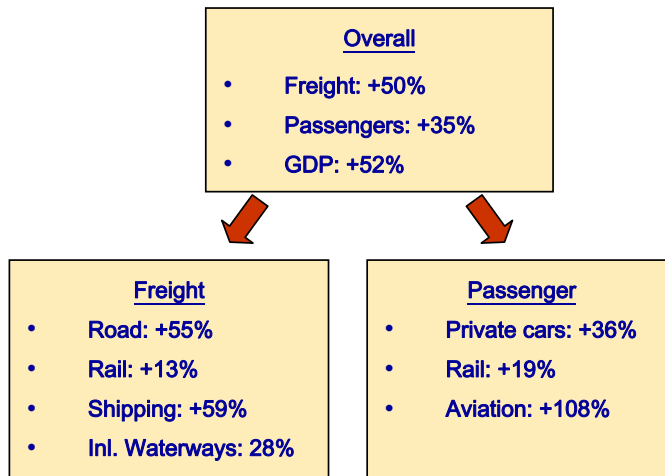 Overall
• Freight: +50%
• Passengers: +35%
• GDP: +52%
Freight
• Road: +55%
• Rail: +13%
• Shipping: +59%
• Inl. Waterways: 28%
Passenger
• Private cars: +36%
• Rail: +19%
• Aviation: +108%